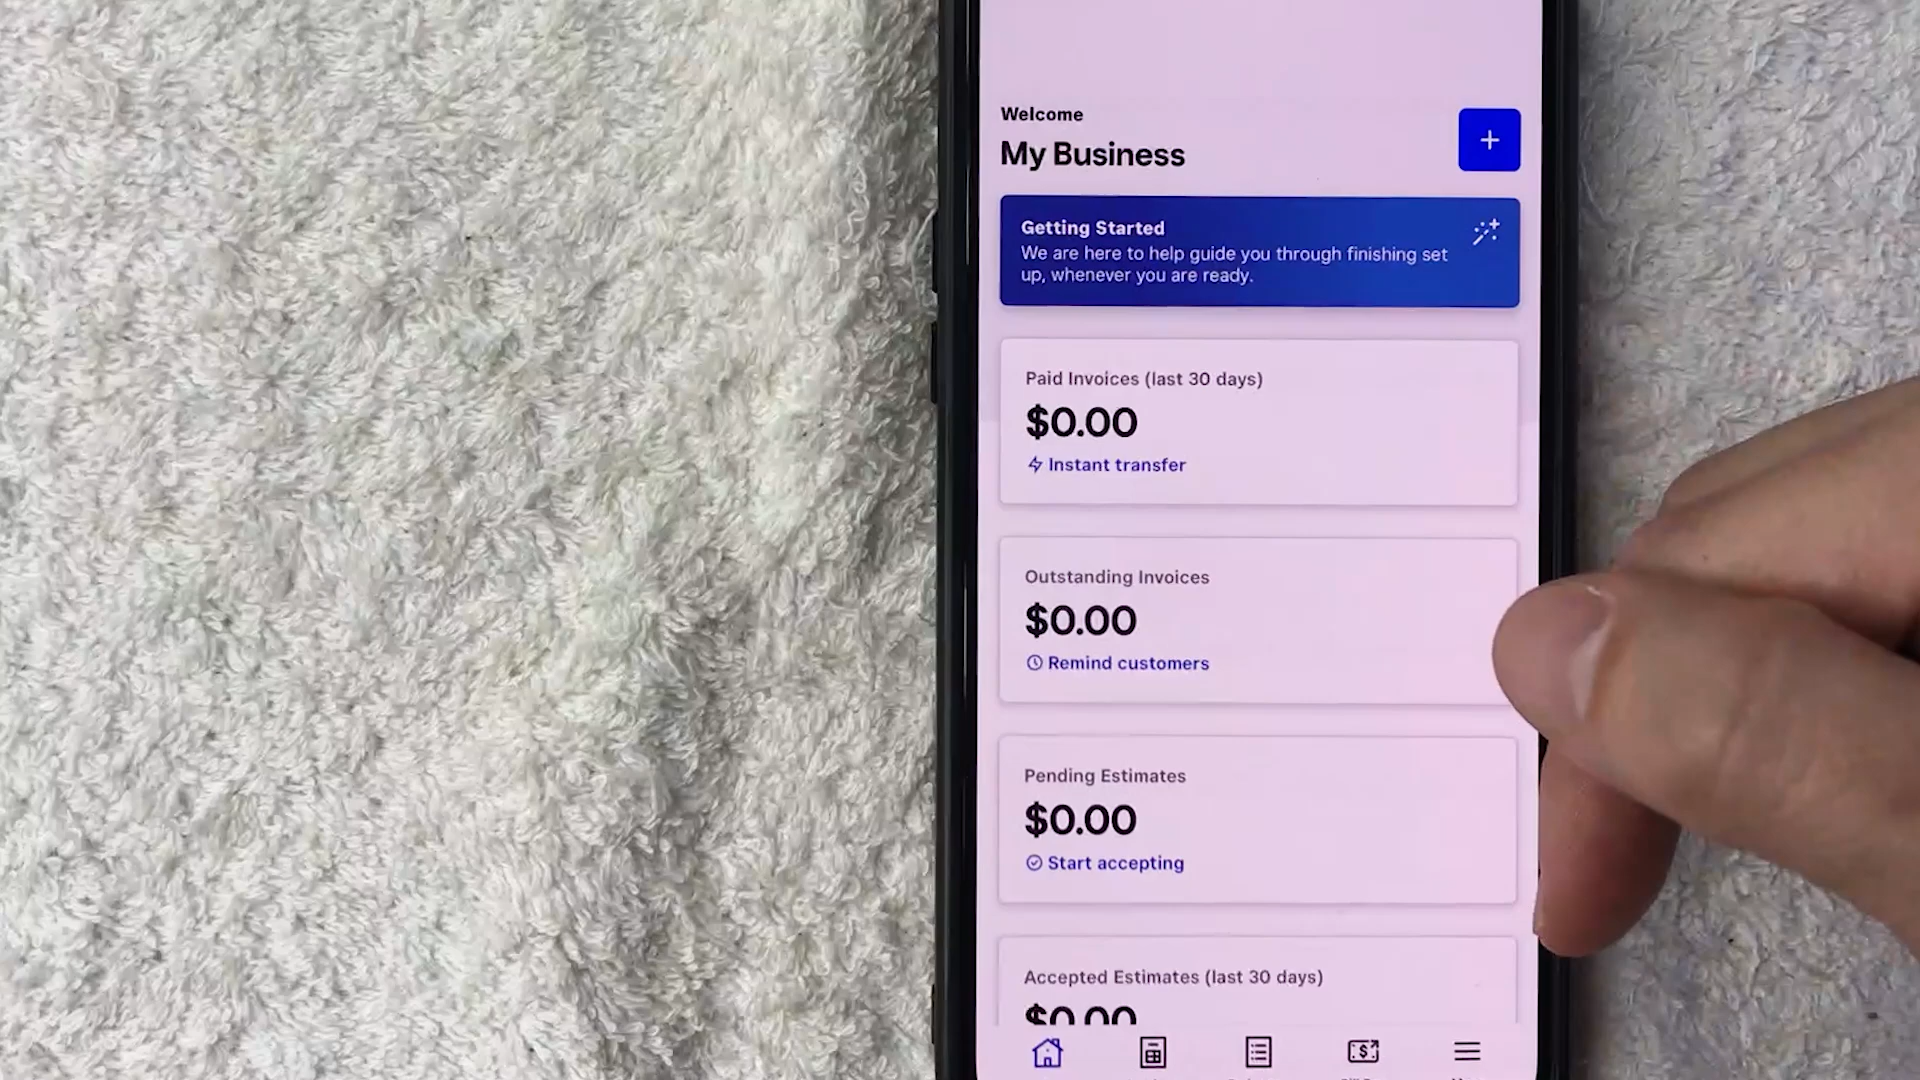 Welcome
My Business
Getting Started
We are here to help guide you through finishing set
up, whenever you are ready.
Paid Invoices (last 30 days)
$0.00
Instant transfer
Outstanding Invoices
$0.00
Remind customers
Pending Estimates
$0.00
Start accepting
Accepted Estimates (last 30 days)
$0.00